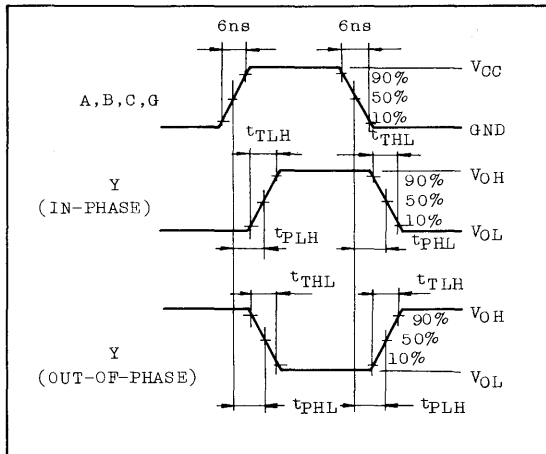 6ns 6ns
VCC
90%
A,B,C,G 50%
10%
GND
tTLH tTHL
VOH
Y 90%
(IN-PHASE) 50%
10%
VOL
tPLH tPHL
tTHL tTLH
VOH
90%
Y 50%
(OUT-OF-PHASE) 10%
VOL
tPHL tPLH